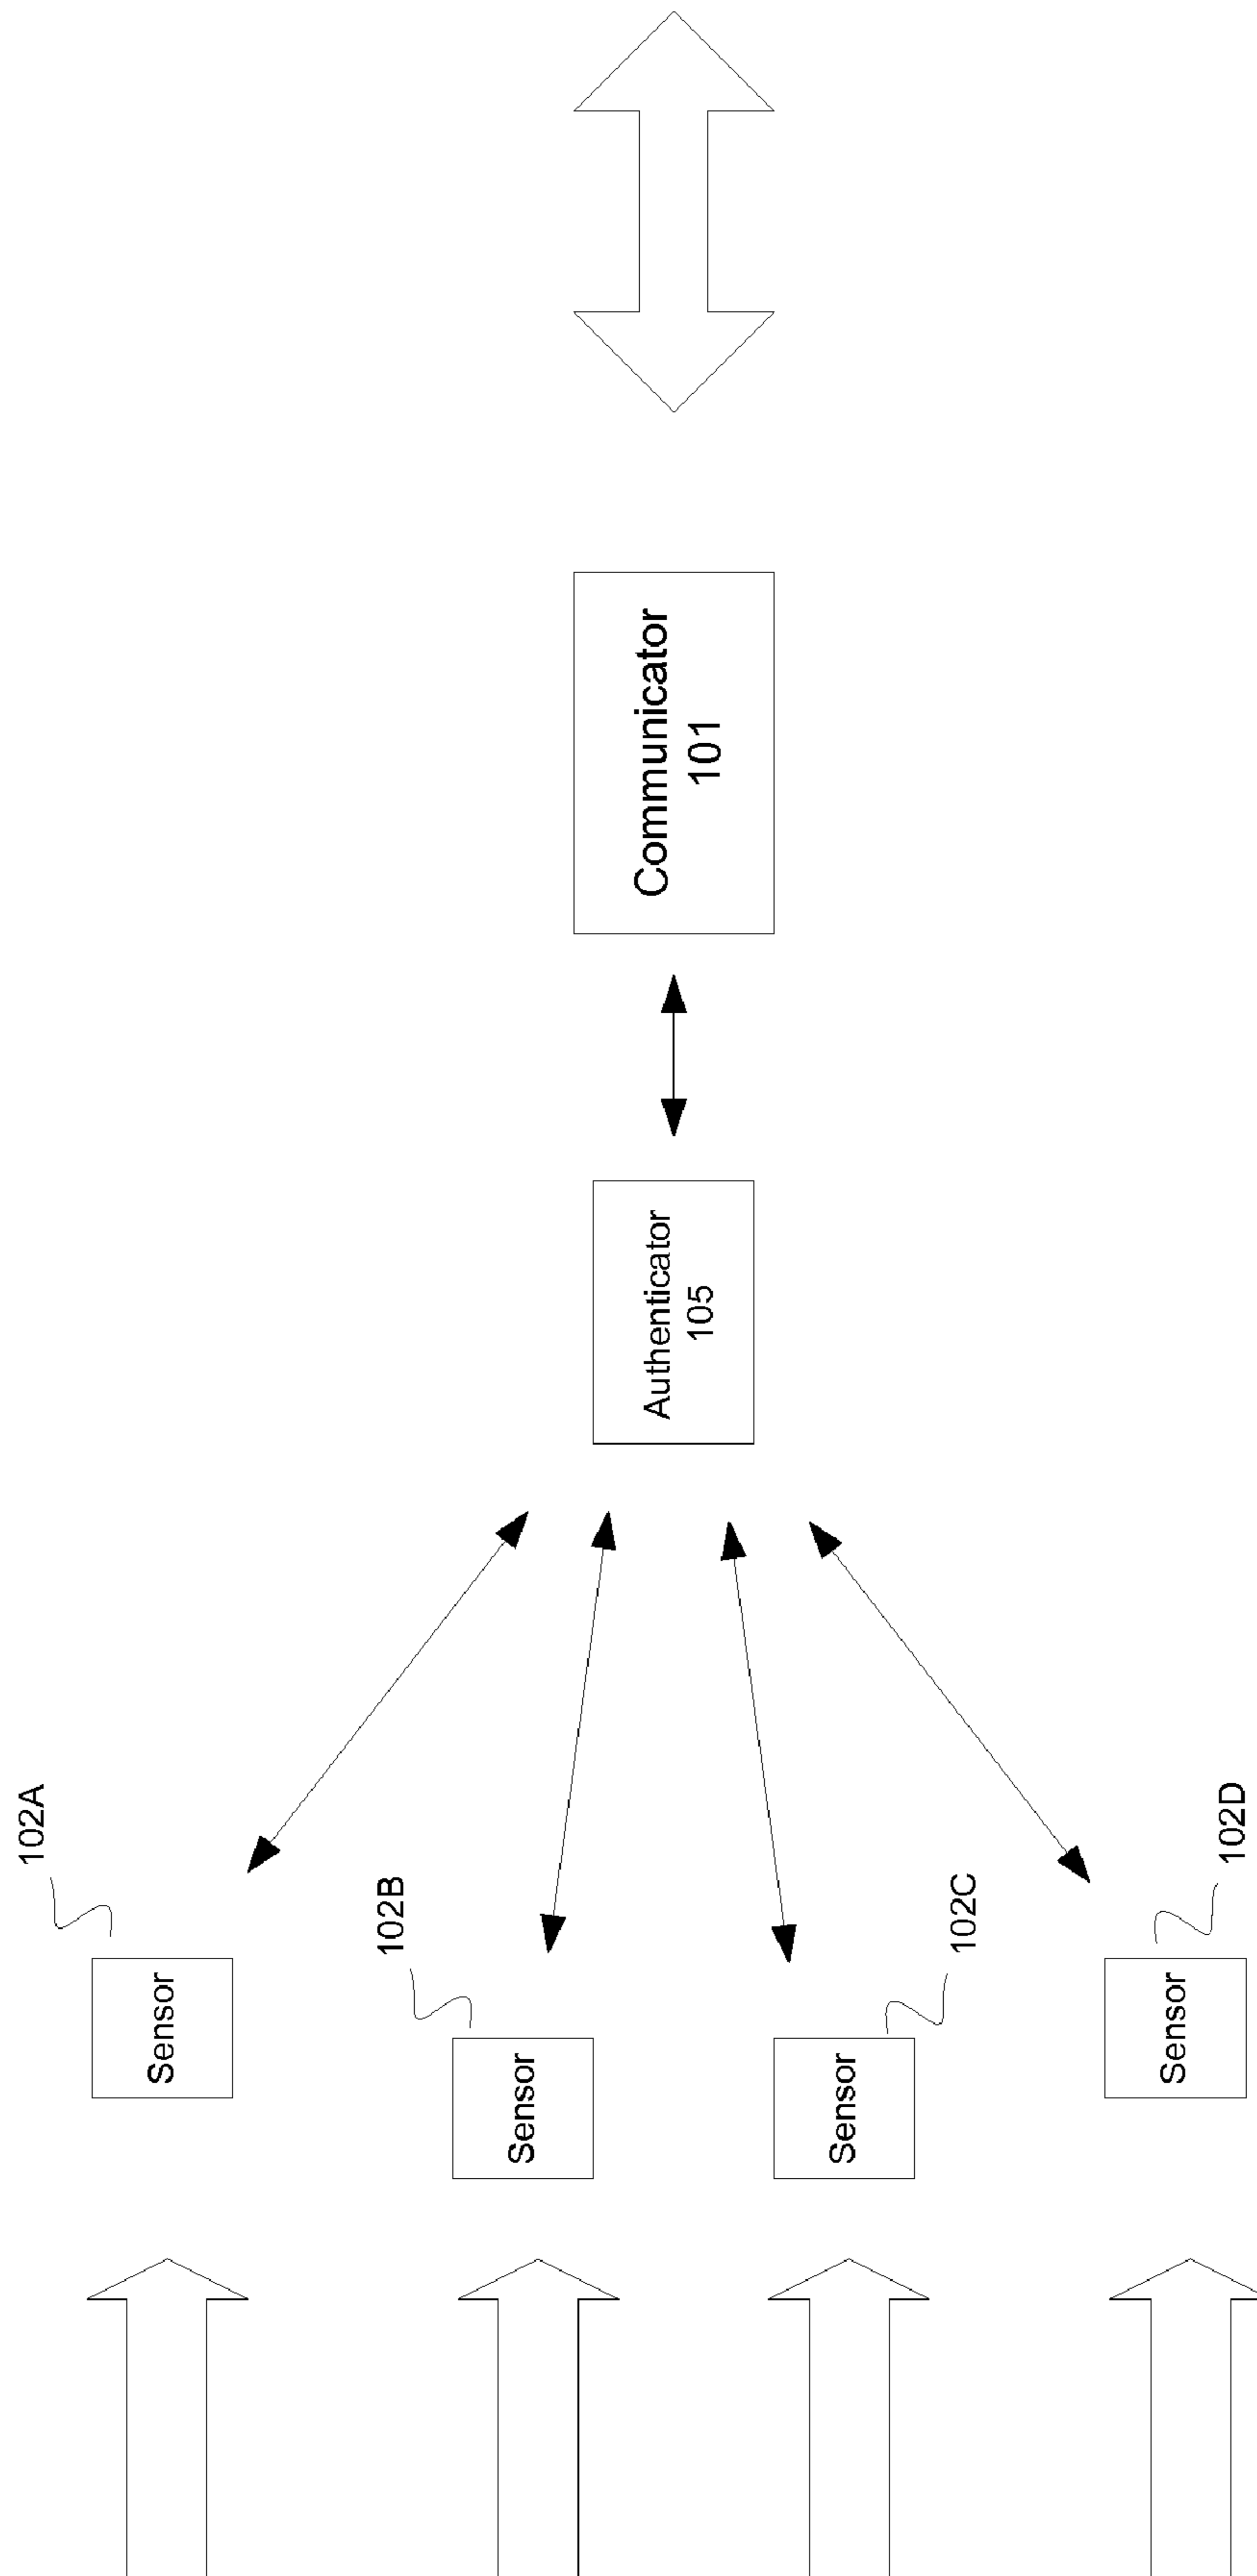 102A
Sensor
102B
Sensor
Authenticator
105
Communicator
101
Sensor
102C
Sensor
102D